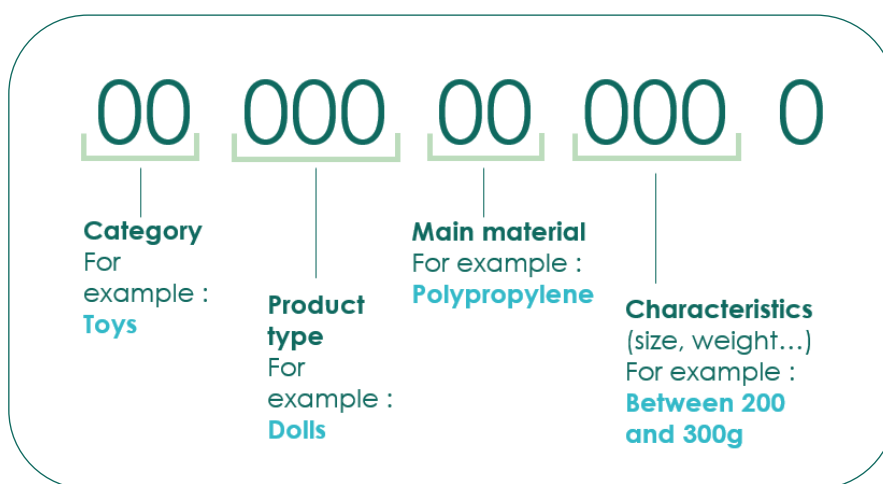 00 000 00 000 0
Category
For
example :
Toys
Product
type
For
example :
Dolls
Main material
For example :
Polypropylene
Characteristics
(size, weight...)
For example :
Between 200
and 300g